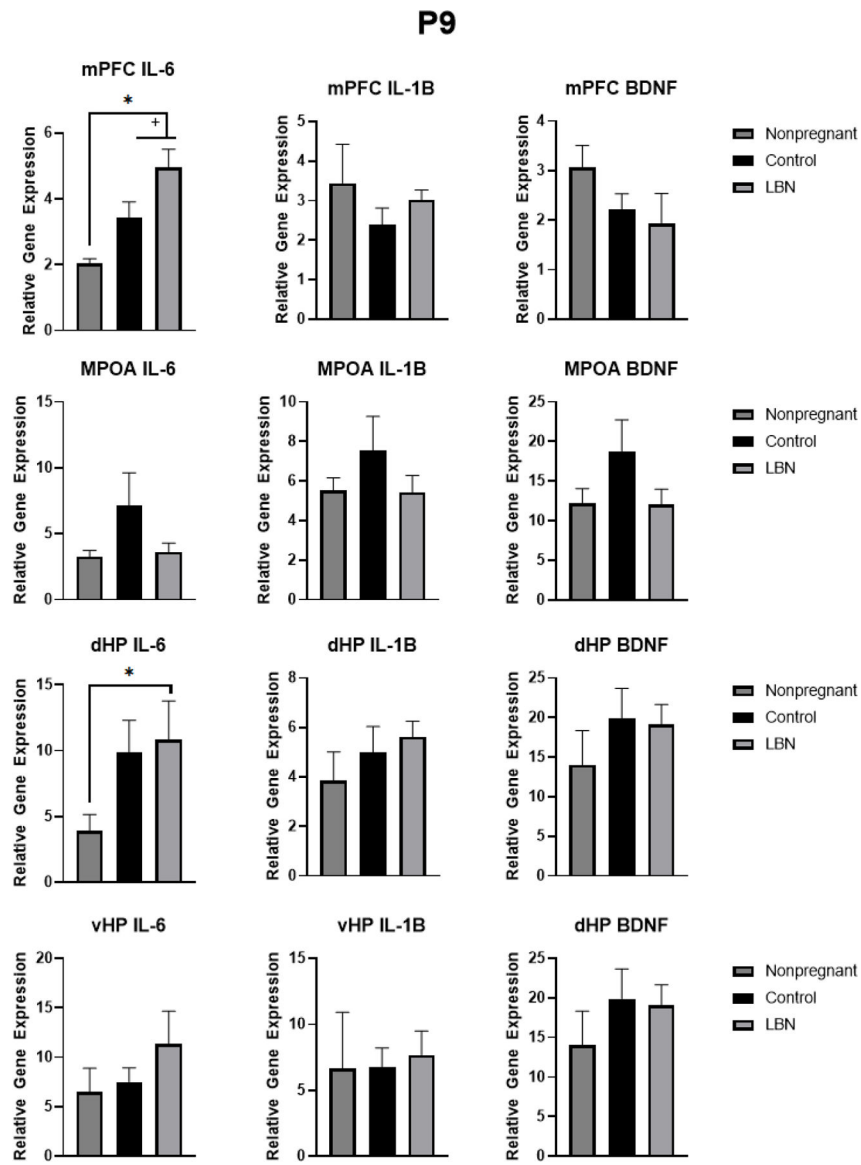 P9
mPFC IL-6
Relative Gene Expression
6
4
2
0
*
+
mPFC IL-1B
Relative Gene Expression
5
4
3
2
1
0
mPFC BDNF
Relative Gene Expression
4
3
2
1
0
Nonpregnant
Control
LBN
MPOA IL-6
Relative Gene Expression
15
10
5
0
MPOA IL-1B
Relative Gene Expression
10
8
6
4
2
0
MPOA BDNF
Relative Gene Expression
25
20
15
10
5
0
Nonpregnant
Control
LBN
dHP IL-6
Relative Gene Expression
15
10
5
0
*
dHP IL-1B
Relative Gene Expression
8
6
4
2
0
dHP BDNF
Relative Gene Expression
25
20
15
10
5
0
Nonpregnant
Control
LBN
vHP IL-6
Relative Gene Expression
20
15
10
5
0
vHP IL-1B
Relative Gene Expression
15
10
5
0
dHP BDNF
Relative Gene Expression
25
20
15
10
5
0
Nonpregnant
Control
LBN